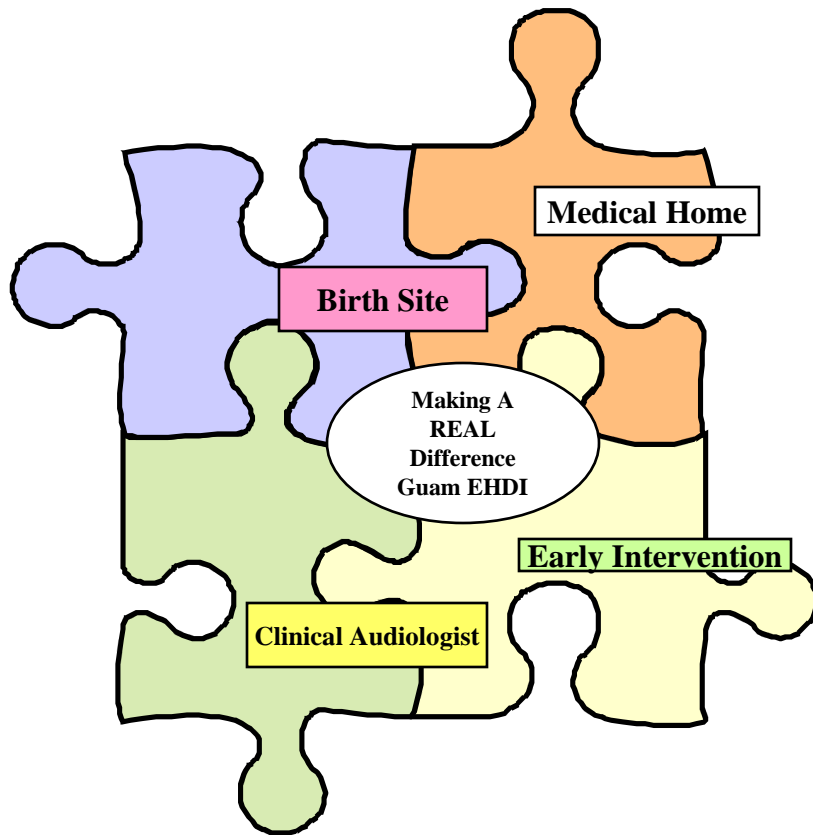 Medical Home
Birth Site
Making A
REAL
Difference
Guam EHDI
Early Intervention
Clinical Audiologist